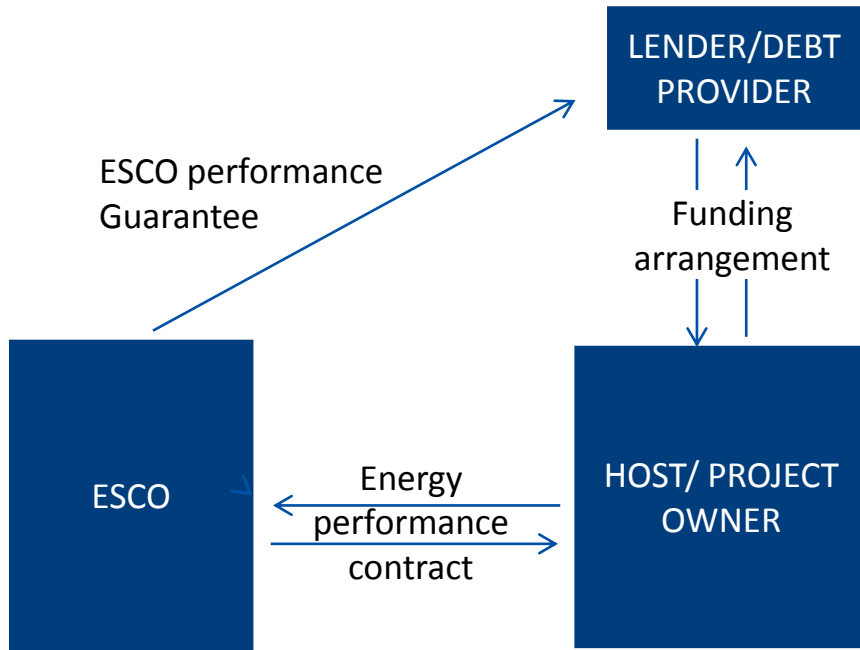 LENDER/DEBT
PROVIDER
ESCO performance
Guarantee
Funding
arrangement
ESCO
Energy
performance
contract
HOST/ PROJECT
OWNER